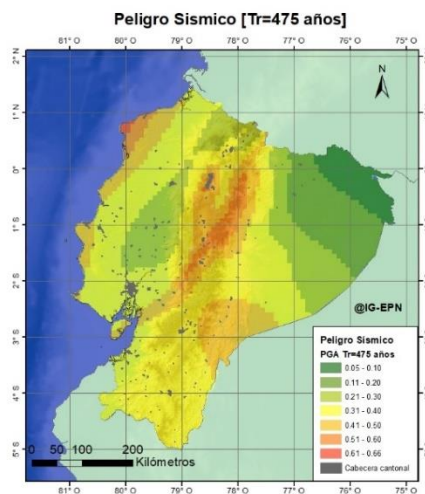 Peligro Sismico [Tr=475 años]
81° O 80° O 79° O 78° O 77° O 76° O 75° O
2° N
1° N
0°
1° S
2° S
3° S
4° S
5° S
N
@IG-EPN
Peligro Sísmico
PGA Tr=475 años
0.05 - 0.10
0.11 - 0.20
0.21 - 0.30
0.31 - 0.40
0.41 - 0.50
0.51 - 0.60
0.61 - 0.66
Cabecera cantonal
0 50 100 200
Kilómetros
81° O 80° O 79° O 78° O 77° O 76° O 75° O